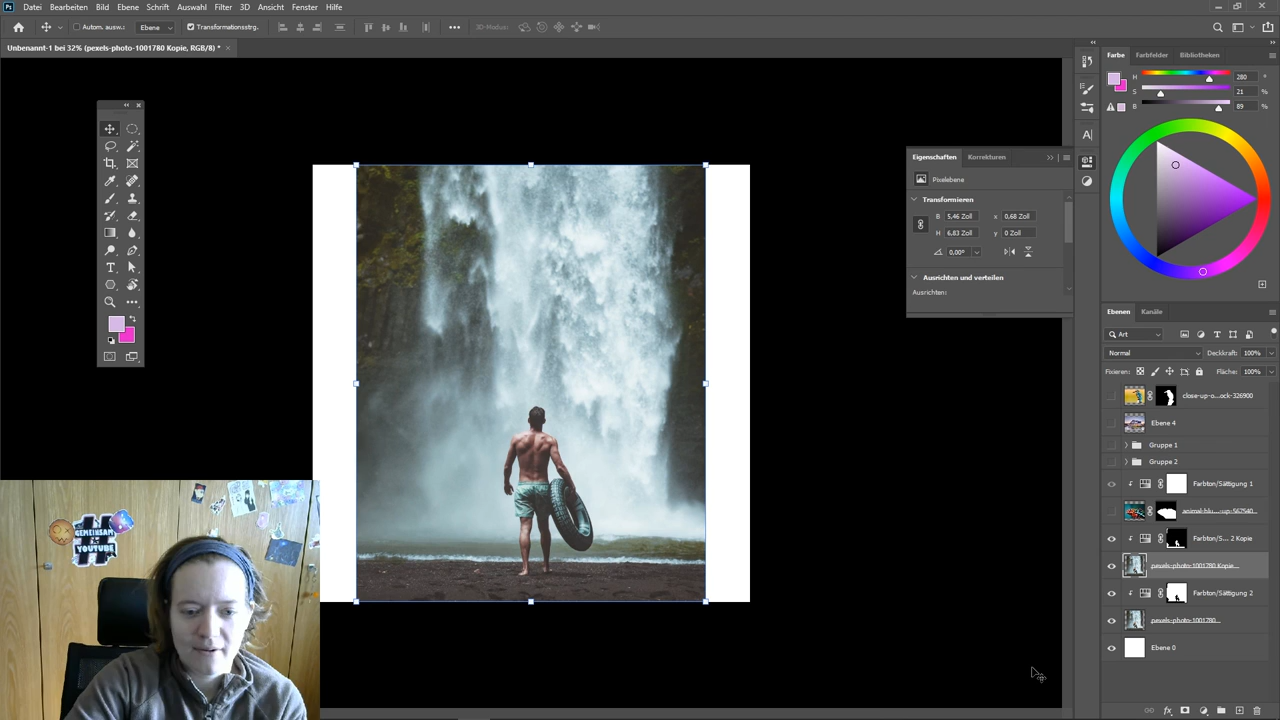 Datei Bearbeiten Bild Ebene Schrift Auswahl Filter 3D Ansicht Fenster Hilfe
Autom. ausw.: Ebene Transformationsstrg. 3D-Modus:
Unbenannt-1 bei 32% (pexels-photo-1001780 Kopie, RGB/8) *
Farbe Farbfelder Bibliotheken
H 280 °
S 21 %
B 89 %
Eigenschaften Korrekturen
Pixelebene
Transformieren
B 5,46 Zoll x 0,68 Zoll
H 6,83 Zoll y 0 Zoll
0,00°
Ausrichten und verteilen
Ausrichten:
Ebenen Kanäle
Art
Normal Deckkraft: 100%
Fixieren: Fläche: 100%
close-up-o...ock-326900
Ebene 4
Gruppe 1
Gruppe 2
Farbton/Sättigung 1
animal-blu...-up-567540
Farbton/S... 2 Kopie
pexels-photo-1001780 Kopie
Farbton/Sättigung 2
pexels-photo-1001780
Ebene 0
GEMEINSAM
YOUTUBE